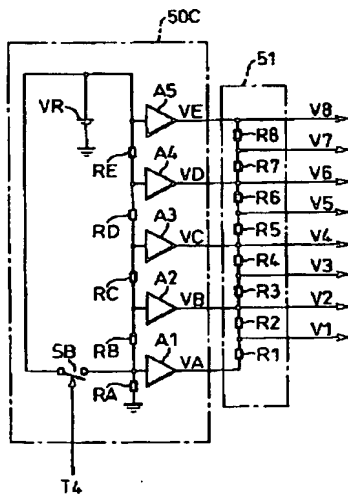 50C
51
A5 VE V8
VR R8
V7
RE A4 VD R7 V6
R6 V5
RD A3 VC R5 V4
R4 V3
RC A2 VB R3 V2
R2 V1
SB RB A1 VA R1
RA
T4